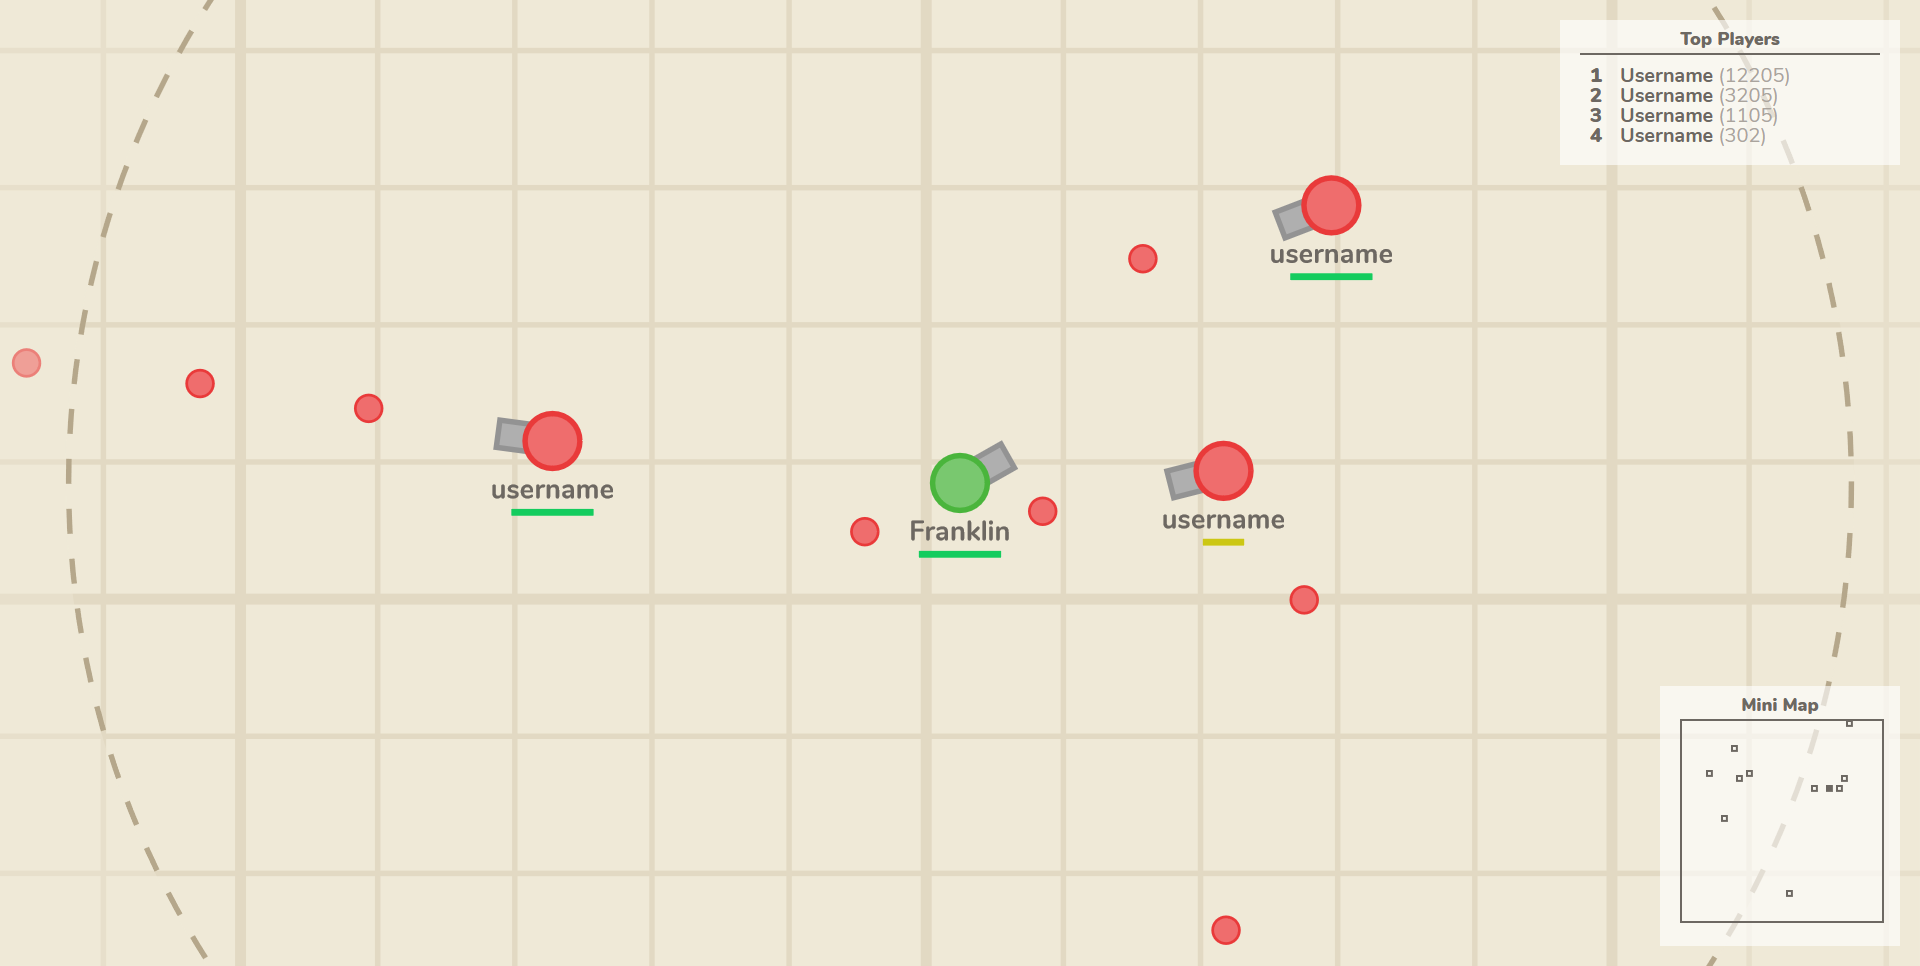 Top Players
1 Username (12205)
2 Username (3205)
3 Username (1105)
4 Username (302)
username
username
Franklin
username
Mini Map